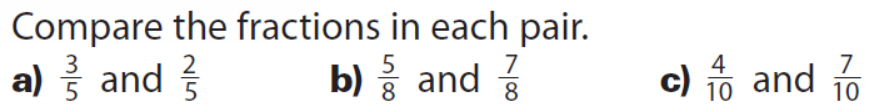 Compare the fractions in each pair.
a) 3/5 and 2/5 b) 5/8 and 7/8 c) 4/10 and 7/10